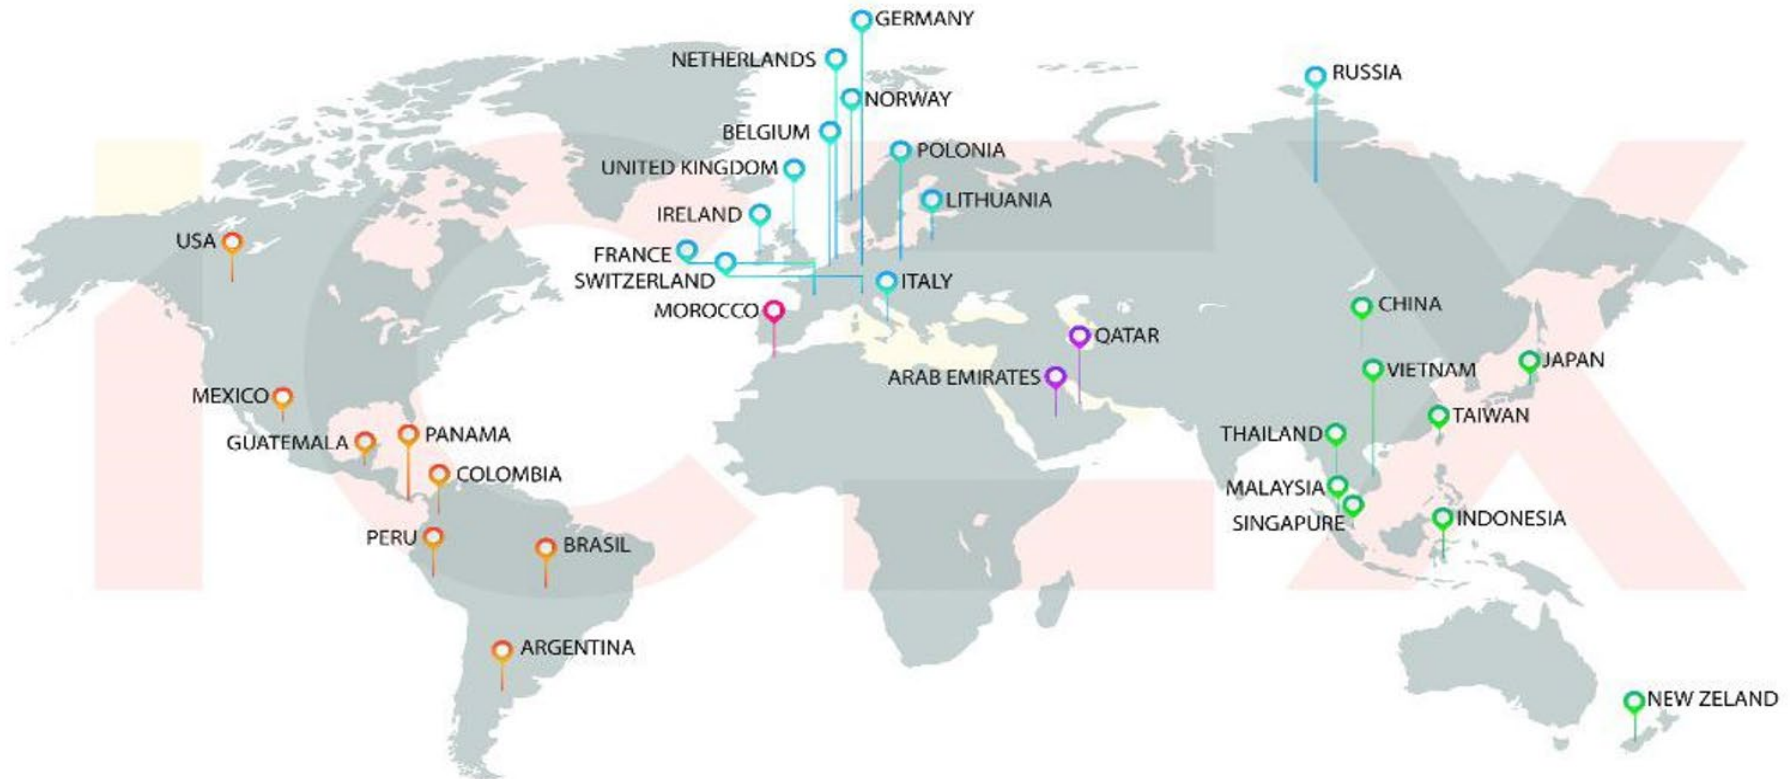 GERMANY
NETHERLANDS
RUSSIA
NORWAY
BELGIUM
POLONIA
UNITED KINGDOM
LITHUANIA
IRELAND
USA
FRANCE
SWITZERLAND
ITALY
CHINA
MOROCCO
QATAR
JAPAN
VIETNAM
ARAB EMIRATES
MEXICO
TAIWAN
PANAMA
THAILAND
GUATEMALA
COLOMBIA
MALAYSIA
SINGAPURE
INDONESIA
PERU
BRASIL
ARGENTINA
NEW ZELAND
ICEX